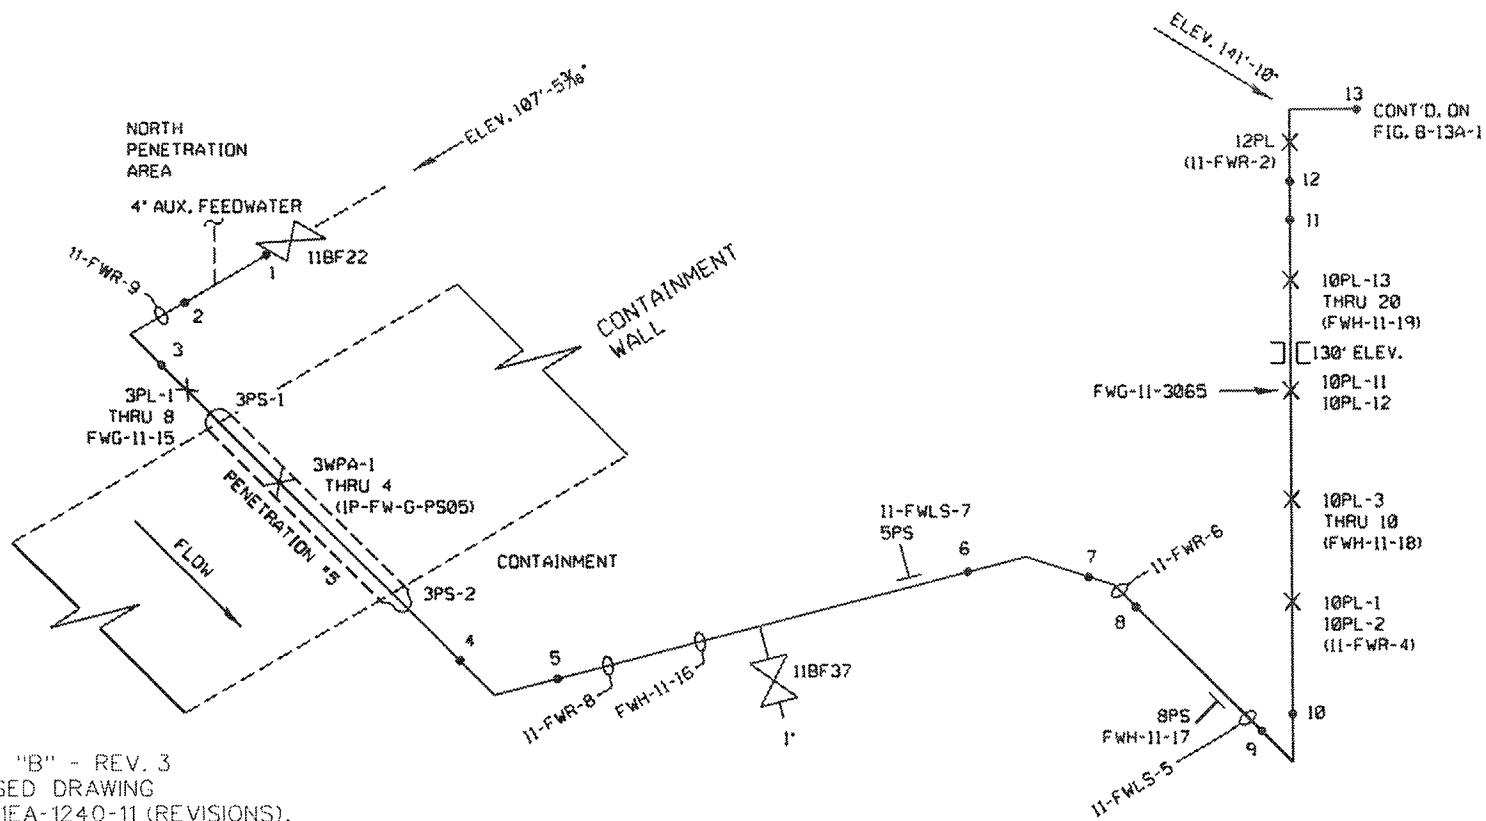 ELEV. 141'-10"
13
CONT'D. ON
FIG. B-13A-1
12PL
(11-FWR-2)
12
11
10PL-13
THRU 20
(FWH-11-19)
130' ELEV.
FWG-11-3065
10PL-11
10PL-12
10PL-3
THRU 10
(FWH-11-18)
10PL-1
10PL-2
(11-FWR-4)
10
ELEV. 107'-5 3/16"
NORTH
PENETRATION
AREA
4" AUX. FEEDWATER
11BF22
1
11-FWR-9
2
3
CONTAINMENT
WALL
3PL-1
THRU 8
FWG-11-15
3PS-1
3WPA-1
THRU 4
(IP-FW-G-PS05)
PENETRATION #5
FLOW
CONTAINMENT
3PS-2
4
5
11-FWR-8
FWH-11-16
11BF37
1"
11-FWLS-7
5PS
6
7
11-FWR-6
8
8PS
FWH-11-17
9
11-FWLS-5
"B" - REV. 3
SED DRAWING
1EA-1240-11 (REVISIONS).